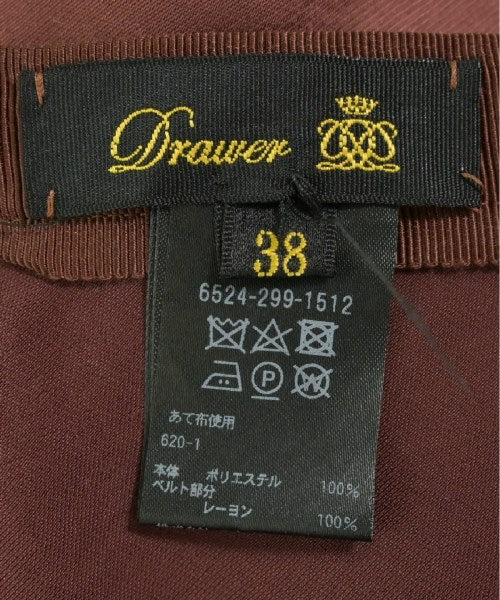 Drawer
38
6524-299-1512
P W
あて布使用
620-1
本体 ポリエステル 100%
ベルト部分
レーヨン 100%